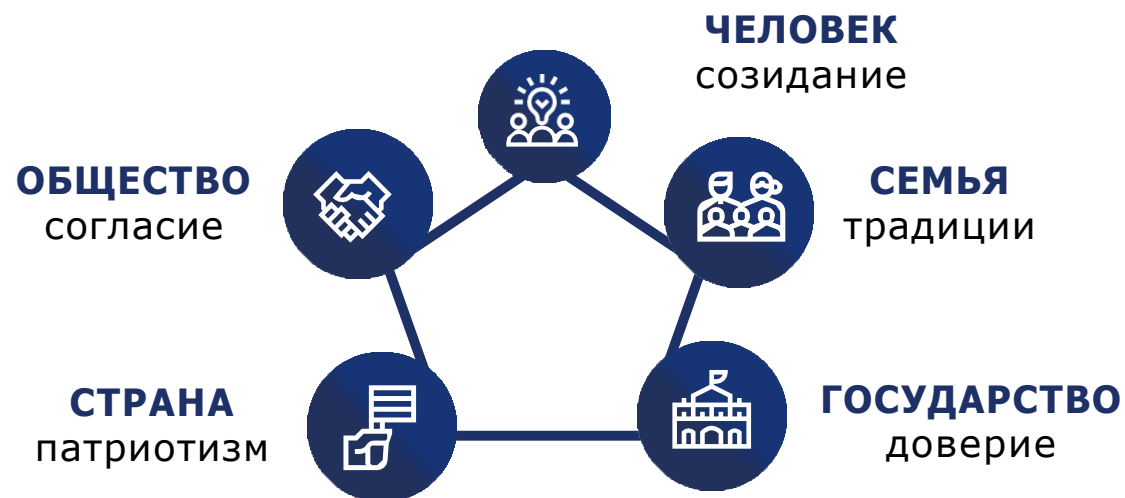 ЧЕЛОВЕК
созидание
ОБЩЕСТВО
согласие
СЕМЬЯ
традиции
СТРАНА
патриотизм
ГОСУДАРСТВО
доверие